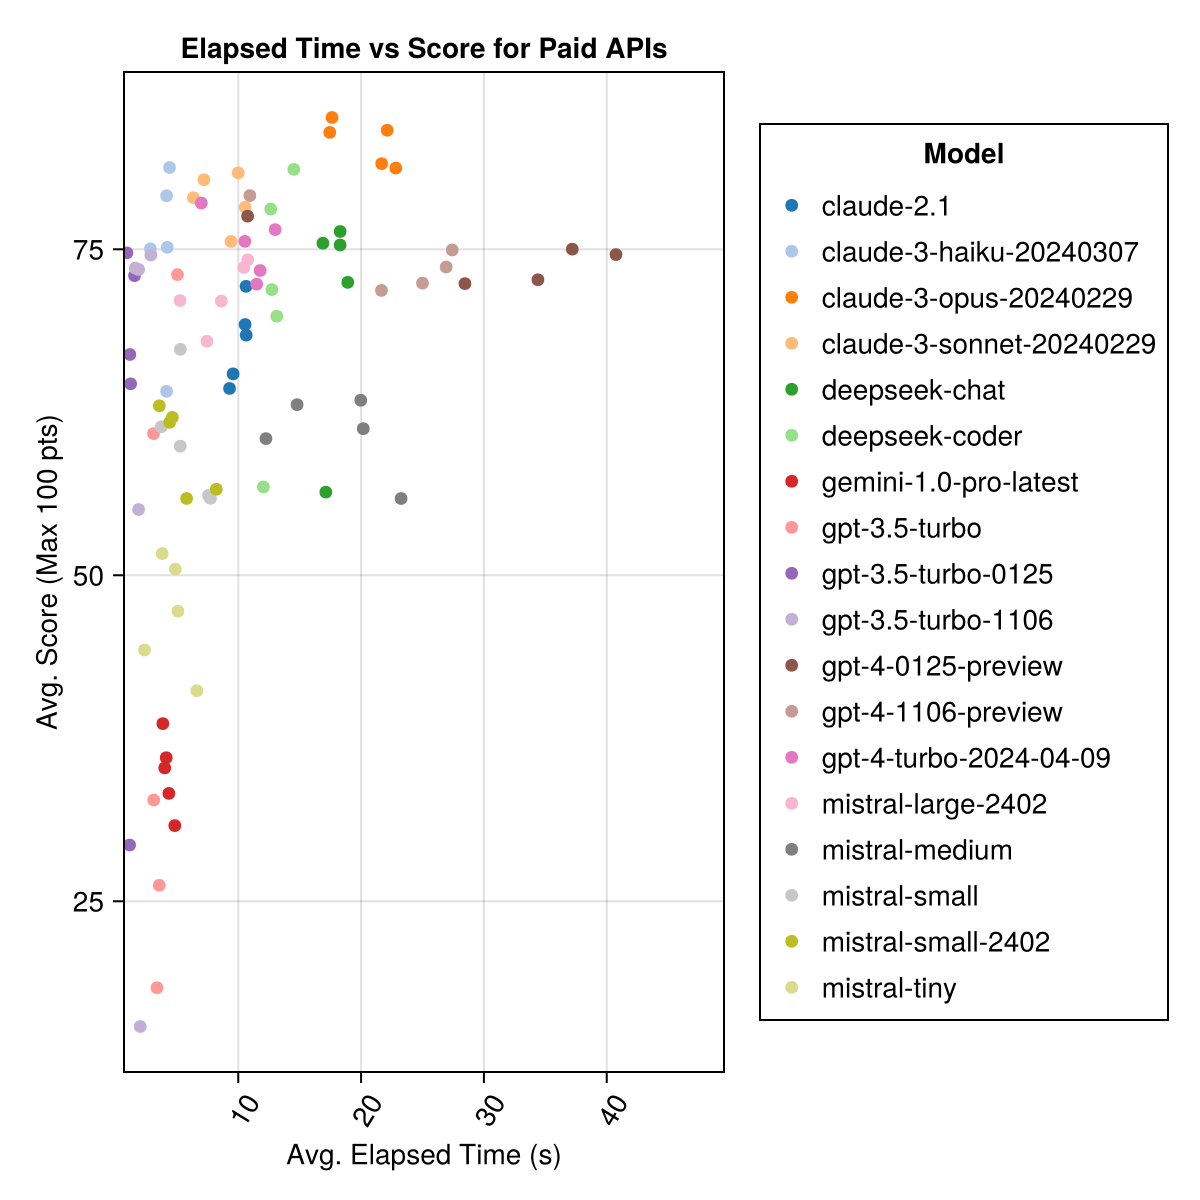 Elapsed Time vs Score for Paid APIs
Avg. Score (Max 100 pts)
75
50
25
10
20
30
40
Avg. Elapsed Time (s)
Model
claude-2.1
claude-3-haiku-20240307
claude-3-opus-20240229
claude-3-sonnet-20240229
deepseek-chat
deepseek-coder
gemini-1.0-pro-latest
gpt-3.5-turbo
gpt-3.5-turbo-0125
gpt-3.5-turbo-1106
gpt-4-0125-preview
gpt-4-1106-preview
gpt-4-turbo-2024-04-09
mistral-large-2402
mistral-medium
mistral-small
mistral-small-2402
mistral-tiny